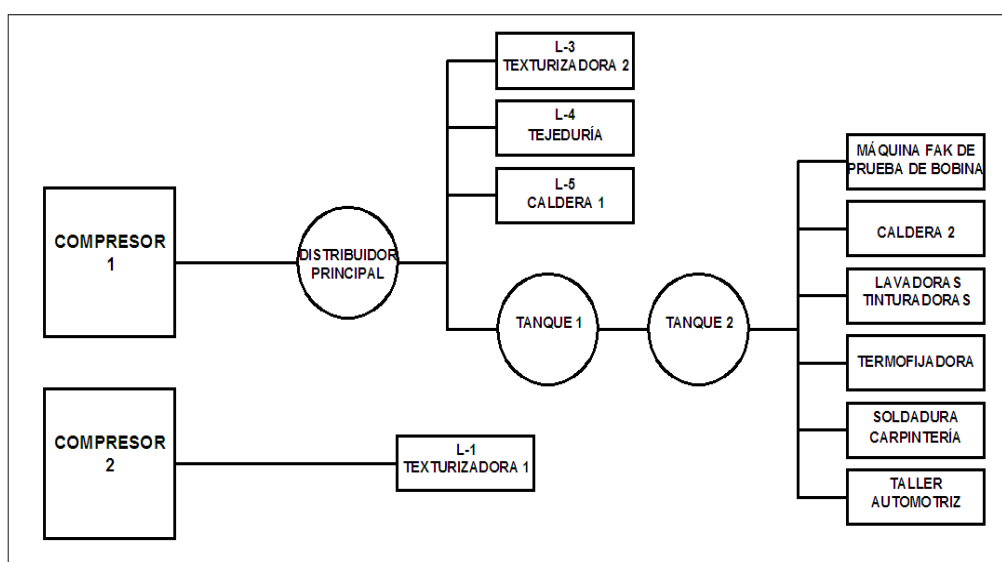 L-3
TEXTURIZADORA 2
L-4
TEJEDURÍA
L-5
CALDERA 1
COMPRESOR
1
DISTRIBUIDOR
PRINCIPAL
TANQUE 1
TANQUE 2
MÁQUINA FAK DE
PRUEBA DE BOBINA
CALDERA 2
LAVADORAS
TINTURADORAS
TERMOFIJADORA
SOLDADURA
CARPINTERÍA
TALLER
AUTOMOTRIZ
COMPRESOR
2
L-1
TEXTURIZADORA 1